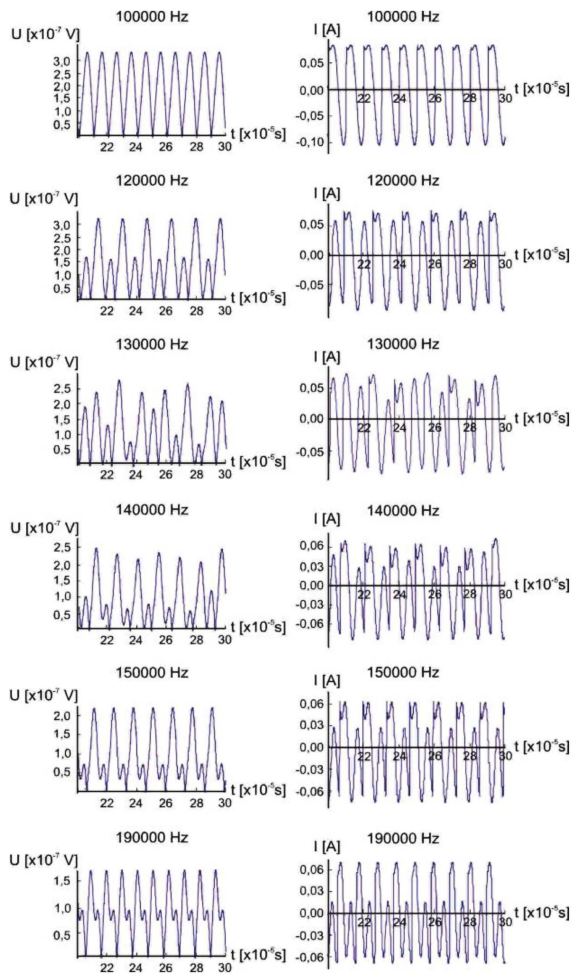 100000 Hz
U [x10⁻⁷ V]
3,0
2,5
2,0
1,5
1,0
0,5
22 24 26 28 30
t [x10⁻⁵s]
100000 Hz
I [A]
0,05
0,00
-0,05
-0,10
22 24 26 28 30
t [x10⁻⁵s]
120000 Hz
U [x10⁻⁷ V]
3,0
2,5
2,0
1,5
1,0
0,5
22 24 26 28 30
t [x10⁻⁵s]
120000 Hz
I [A]
0,05
0,00
-0,05
22 24 26 28 30
t [x10⁻⁵s]
130000 Hz
U [x10⁻⁷ V]
2,5
2,0
1,5
1,0
0,5
22 24 26 28 30
t [x10⁻⁵s]
130000 Hz
I [A]
0,05
0,00
-0,05
22 24 26 28 30
t [x10⁻⁵s]
140000 Hz
U [x10⁻⁷ V]
2,5
2,0
1,5
1,0
0,5
22 24 26 28 30
t [x10⁻⁵s]
140000 Hz
I [A]
0,06
0,03
0,00
-0,03
-0,06
22 24 26 28 30
t [x10⁻⁵s]
150000 Hz
U [x10⁻⁷ V]
2,0
1,5
1,0
0,5
22 24 26 28 30
t [x10⁻⁵s]
150000 Hz
I [A]
0,06
0,03
0,00
-0,03
-0,06
22 24 26 28 30
t [x10⁻⁵s]
190000 Hz
U [x10⁻⁷ V]
1,5
1,0
0,5
22 24 26 28 30
t [x10⁻⁵s]
190000 Hz
I [A]
0,06
0,03
0,00
-0,03
-0,06
22 24 26 28 30
t [x10⁻⁵s]